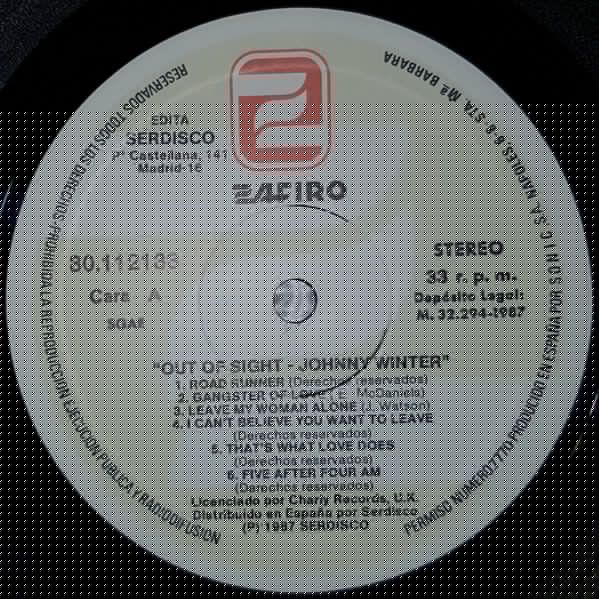 EDITA
SERDISCO
Pº Castellana, 141
Madrid-16
ZAFIRO
30.112133
Cara A
SGAE
STEREO
33 r. p. m.
Depósito Legal:
M. 32.294-1987
"OUT OF SIGHT - JOHNNY WINTER"
1. ROAD RUNNER (Derechos reservados)
2. GANGSTER OF LOVE (E. McDaniels)
3. LEAVE MY WOMAN ALONE (J. Watson)
4. I CAN'T BELIEVE YOU WANT TO LEAVE
(Derechos reservados)
5. THAT'S WHAT LOVE DOES
(Derechos reservados)
6. FIVE AFTER FOUR AM
(Derechos reservados)
Licenciado por Charly Records, U.K.
Distribuido en España por Serdisco
(P) 1987 SERDISCO
RESERVADOS TODOS LOS DERECHOS-PROHIBIDA LA REPRODUCCION EJECUCION PUBLICA Y RADIODIFUSION
PERMISO NUMERO 777-D PRODUCIDO EN ESPAÑA POR S.O.N.I.C.S.A. NAPOLES, 6-8-STA. Mª BARBARA